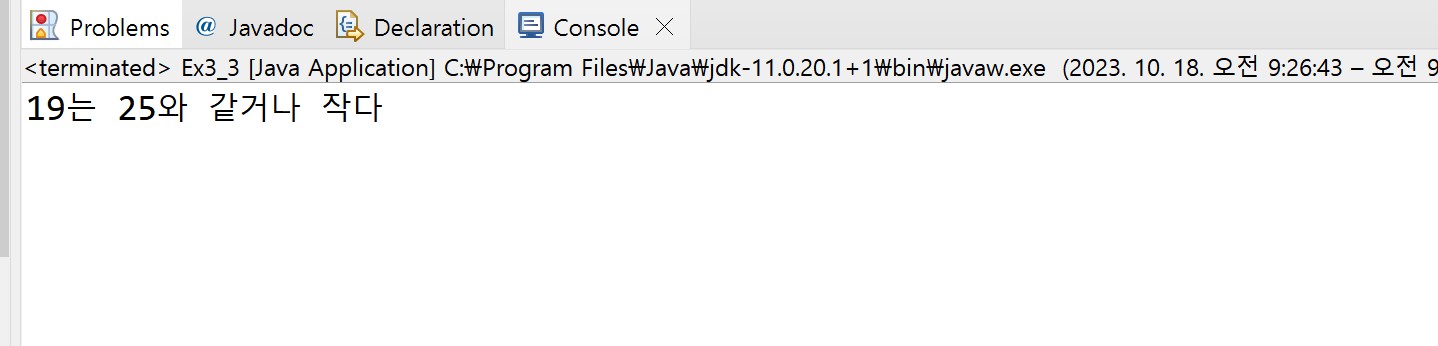 Problems @ Javadoc Declaration Console
<terminated> Ex3_3 [Java Application] C:₩Program Files₩Java₩jdk-11.0.20.1+1₩bin₩javaw.exe (2023. 10. 18. 오전 9:26:43 – 오전 9
19는 25와 같거나 작다